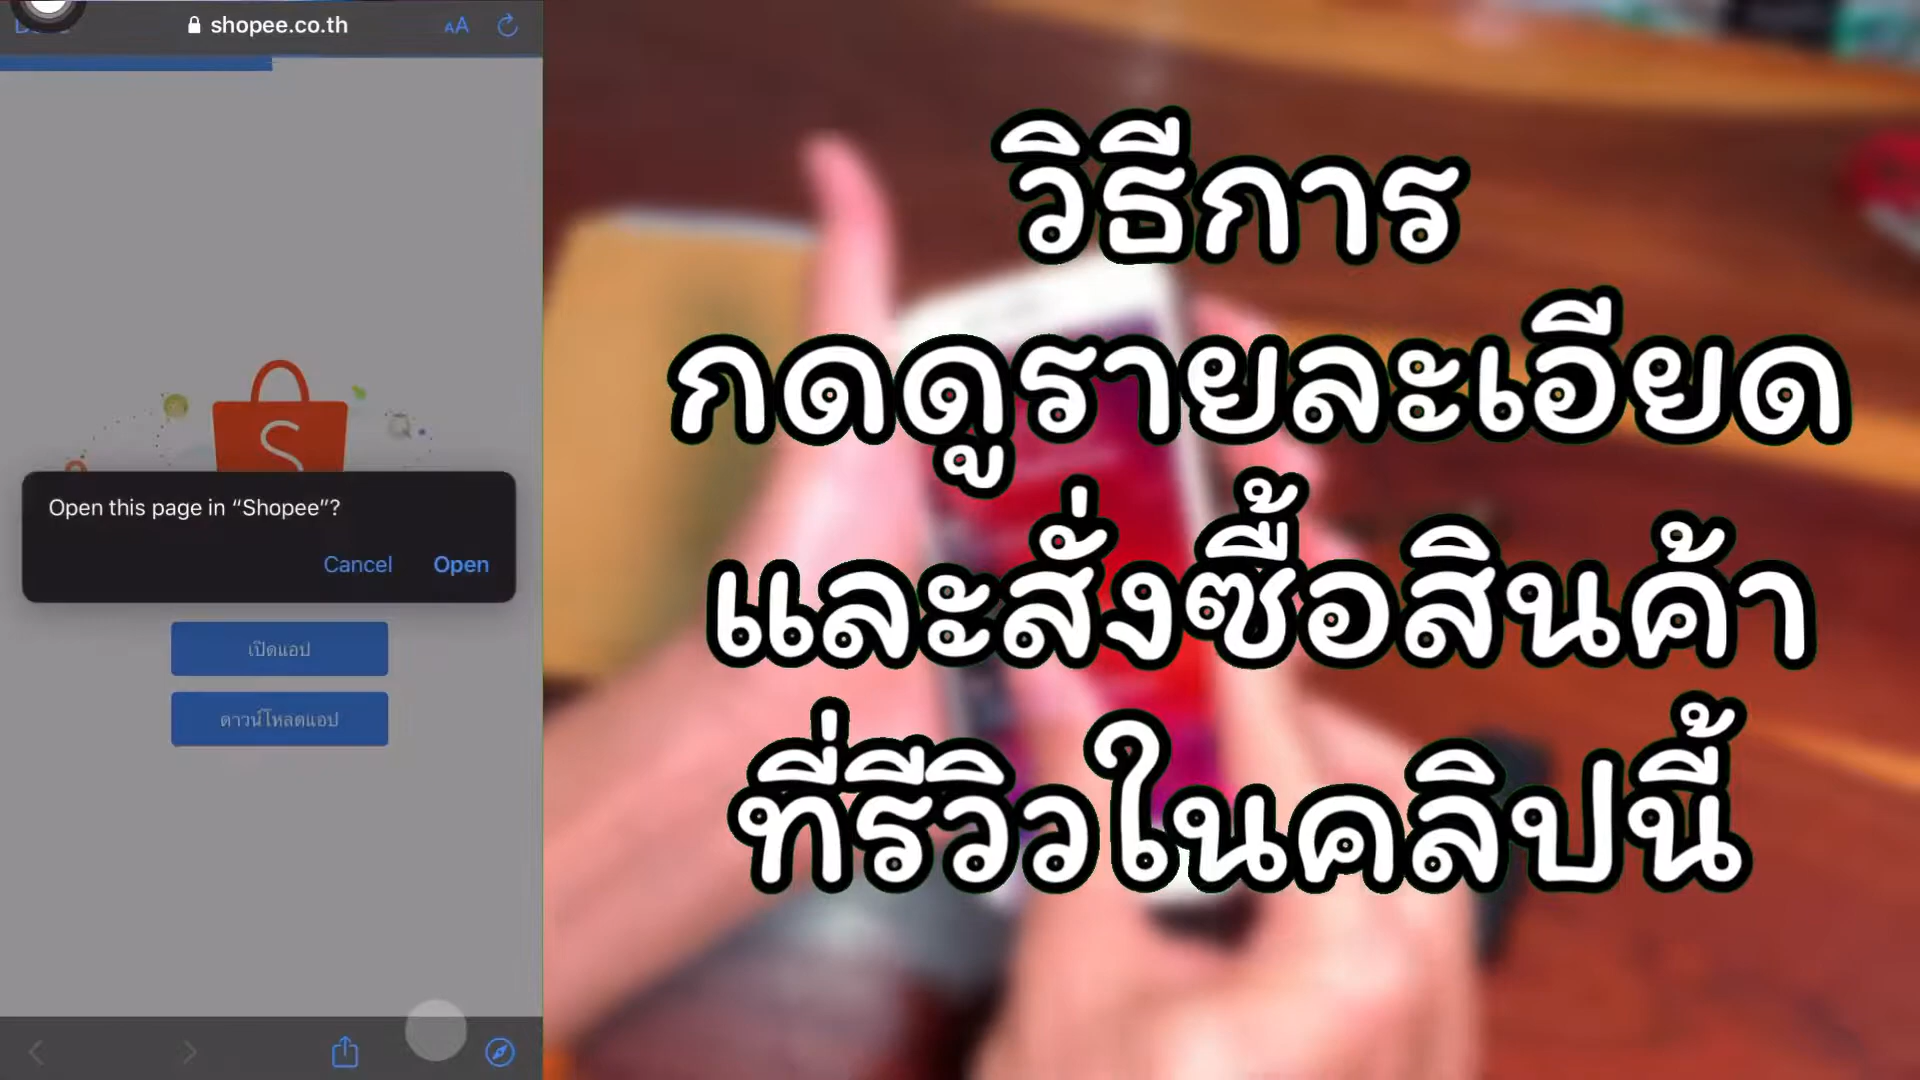 shopee.co.th
AA
Open this page in “Shopee”?
Cancel Open
เปิดแอป
ดาวน์โหลดแอป
วิธีการ
กดดูรายละเอียด
และสั่งซื้อสินค้า
ที่รีวิวในคลิปนี้